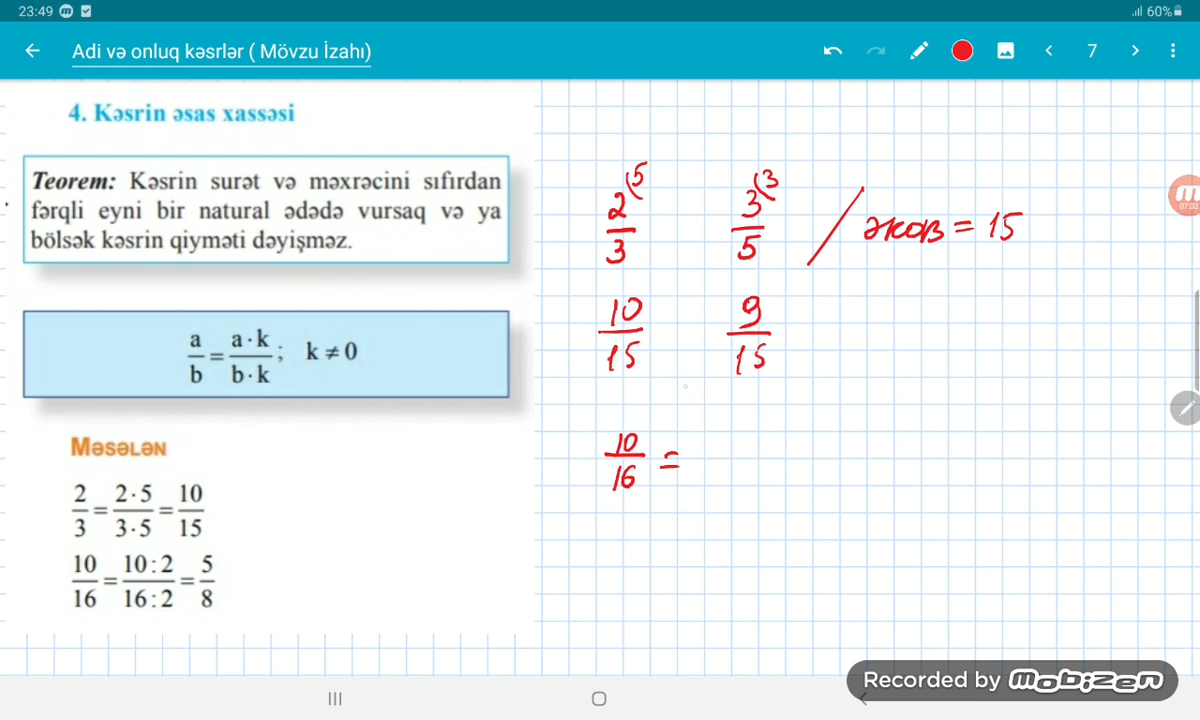 23:49
60%
Adi və onluq kəsrlər ( Mövzu İzahı)
7
4. Kəsrin əsas xassəsi
Teorem: Kəsrin surət və məxrəcini sıfırdan
fərqli eyni bir natural ədədə vursaq və ya
bölsək kəsrin qiyməti dəyişməz.
a/b = a·k/b·k; k ≠ 0
MƏSƏLƏN
2/3 = 2·5/3·5 = 10/15
10/16 = 10:2/16:2 = 5/8
2/3 (5 3/5 (3 / ƏKOB = 15
10/15 9/15
10/16 =
07:03
Recorded by mobizen